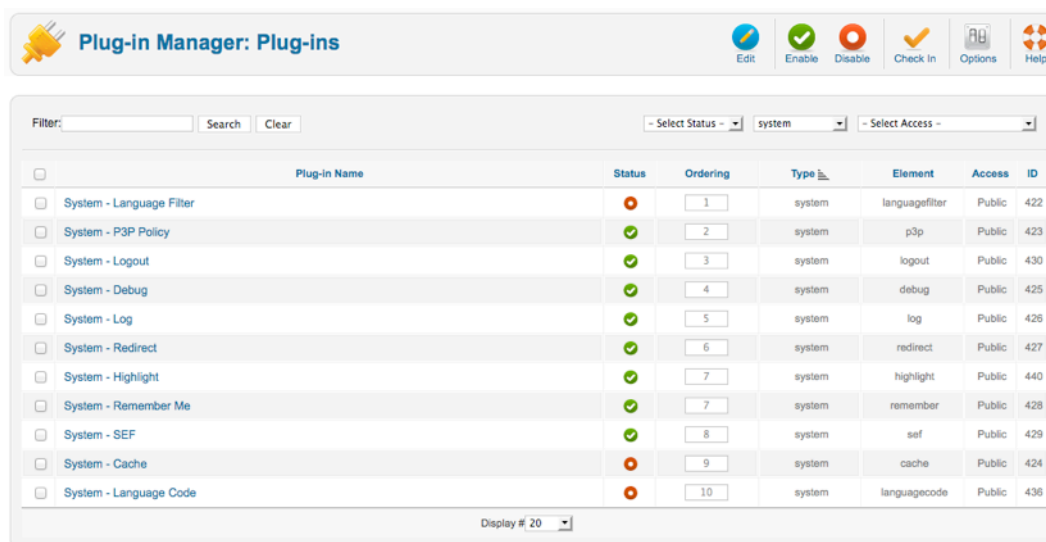 Plug-in Manager: Plug-ins
Edit Enable Disable Check In Options Help
Filter: Search Clear - Select Status - system - Select Access -
Plug-in Name Status Ordering Type Element Access ID
System - Language Filter 1 system languagefilter Public 422
System - P3P Policy 2 system p3p Public 423
System - Logout 3 system logout Public 430
System - Debug 4 system debug Public 425
System - Log 5 system log Public 426
System - Redirect 6 system redirect Public 427
System - Highlight 7 system highlight Public 440
System - Remember Me 7 system remember Public 428
System - SEF 8 system sef Public 429
System - Cache 9 system cache Public 424
System - Language Code 10 system languagecode Public 436
Display # 20